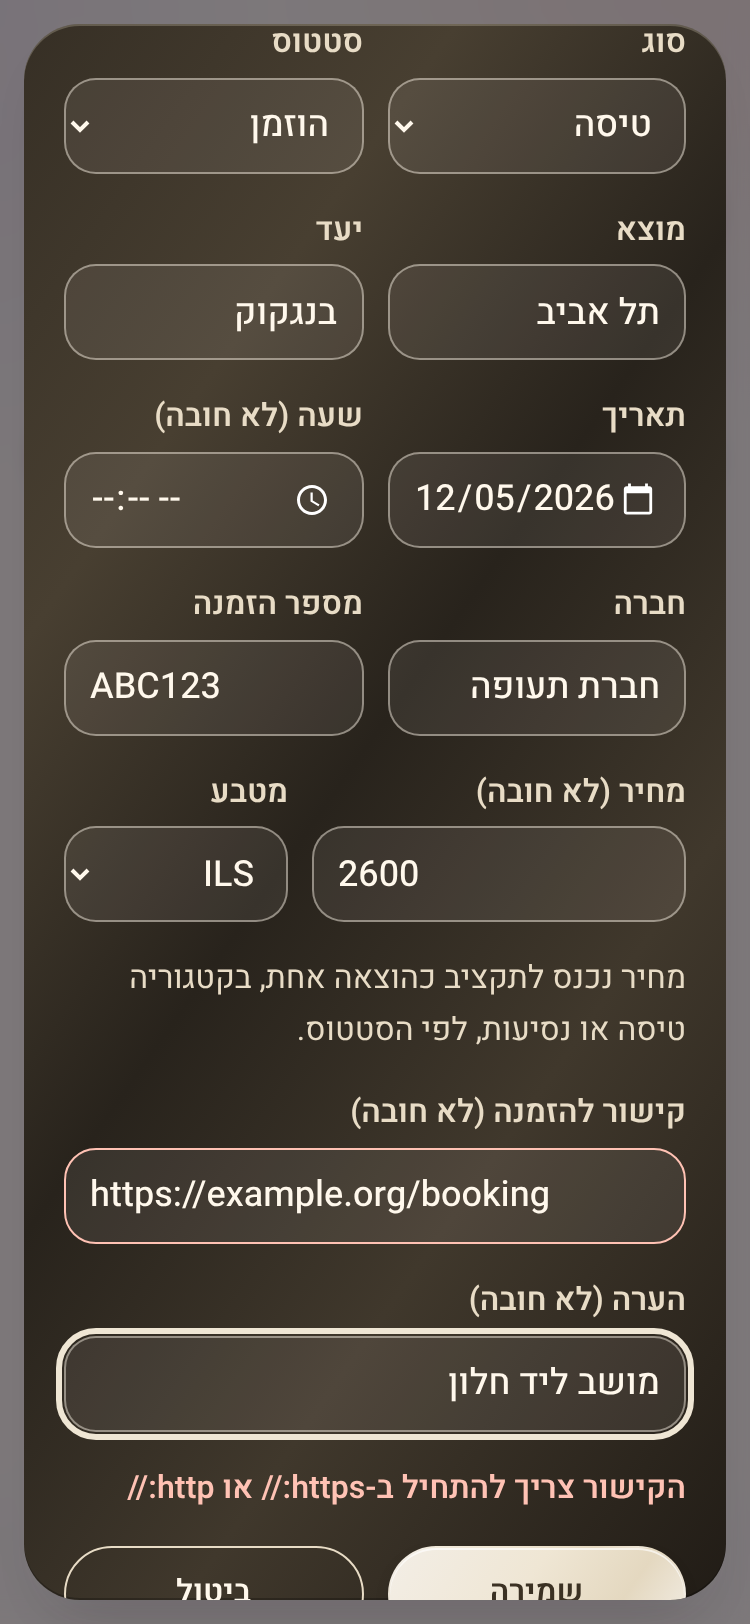 סוג
סטטוס
טיסה
הוזמן
מוצא
יעד
תל אביב
בנגקוק
תאריך
שעה (לא חובה)
12/05/2026
--:-- --
חברה
מספר הזמנה
חברת תעופה
ABC123
מחיר (לא חובה)
מטבע
2600
ILS
מחיר נכנס לתקציב כהוצאה אחת, בקטגוריה
טיסה או נסיעות, לפי הסטטוס.
קישור להזמנה (לא חובה)
https://example.org/booking
הערה (לא חובה)
מושב ליד חלון
הקישור צריך להתחיל ב-https:// או http://
שמירה
ביטול